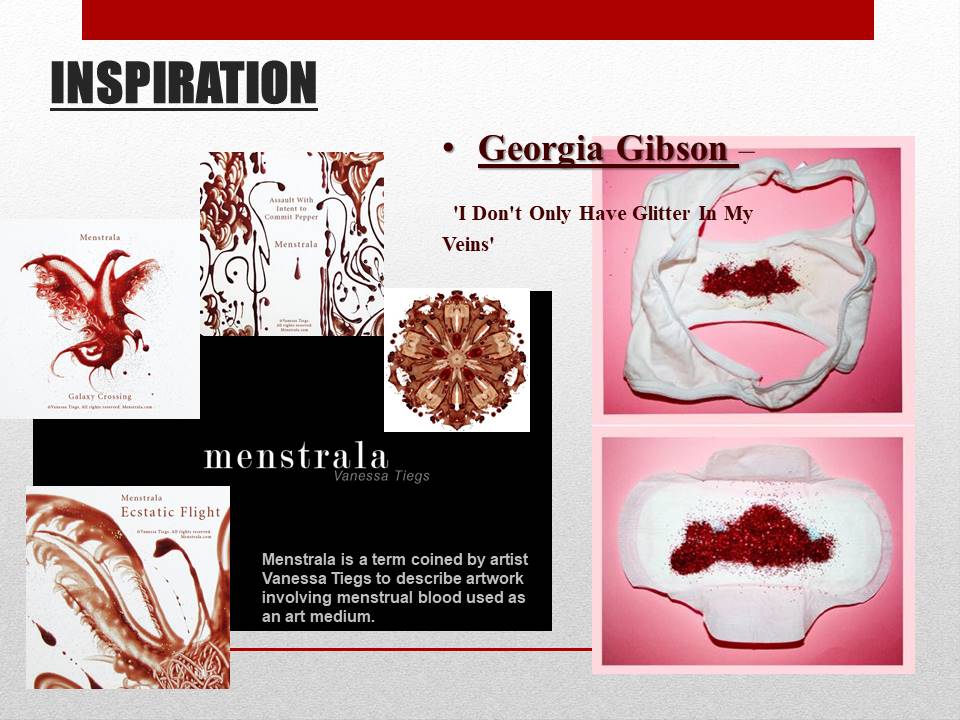 INSPIRATION
• Georgia Gibson –
'I Don't Only Have Glitter In My
Veins'
Assault With
Intent to
Commit Pepper
Menstrala
©Vanessa Tiegs.
All rights reserved
Menstrala.com
Menstrala
Galaxy Crossing
©Vanessa Tiegs. All rights reserved. Menstrala.com
menstrala
Vanessa Tiegs
Menstrala
Ecstatic Flight
©Vanessa Tiegs. All rights reserved.
Menstrala.com
Menstrala is a term coined by artist
Vanessa Tiegs to describe artwork
involving menstrual blood used as
an art medium.